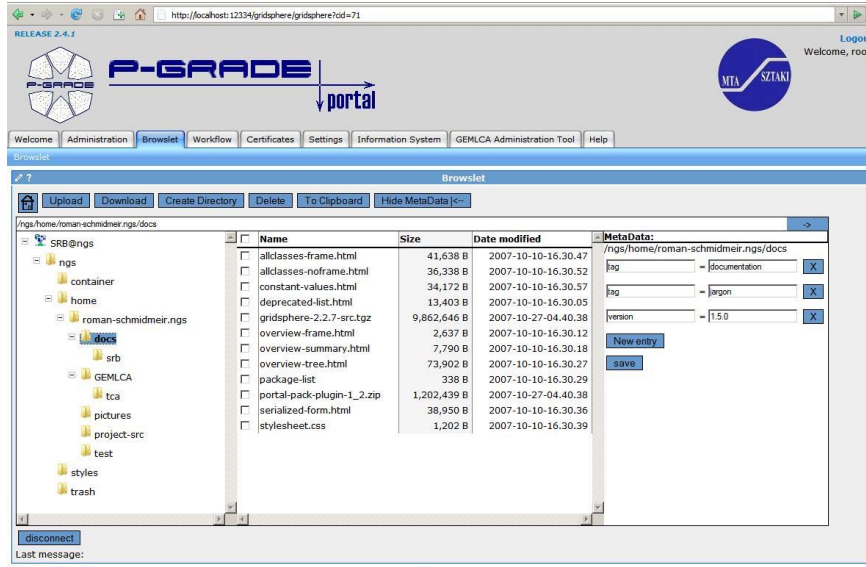 http://localhost:12334/gridsphere/gridsphere?cid=71
RELEASE 2.4.1
Logou
Welcome, roo
P-GRADE
P-GRADE
portal
MTA SZTAKI
Welcome Administration Browslet Workflow Certificates Settings Information System GEMLCA Administration Tool Help
Browslet
? Browslet
Upload Download Create Directory Delete To Clipboard Hide MetaData |<--
/ngs/home/roman-schmidmeir.ngs/docs ->
SRB@ngs
ngs
container
home
roman-schmidmeir.ngs
docs
srb
GEMLCA
tca
pictures
project-src
test
styles
trash
Name Size Date modified
allclasses-frame.html 41,638 B 2007-10-10-16.30.47
allclasses-noframe.html 36,338 B 2007-10-10-16.30.52
constant-values.html 34,172 B 2007-10-10-16.30.57
deprecated-list.html 13,403 B 2007-10-10-16.30.05
gridsphere-2.2.7-src.tgz 9,862,646 B 2007-10-27-04.40.38
overview-frame.html 2,637 B 2007-10-10-16.30.12
overview-summary.html 7,790 B 2007-10-10-16.30.18
overview-tree.html 73,902 B 2007-10-10-16.30.27
package-list 338 B 2007-10-10-16.30.29
portal-pack-plugin-1_2.zip 1,202,439 B 2007-10-27-04.40.38
serialized-form.html 38,950 B 2007-10-10-16.30.36
stylesheet.css 1,202 B 2007-10-10-16.30.39
MetaData:
/ngs/home/roman-schmidmeir.ngs/docs
tag = documentation X
tag = jargon X
version = 1.5.0 X
New entry
save
disconnect
Last message: